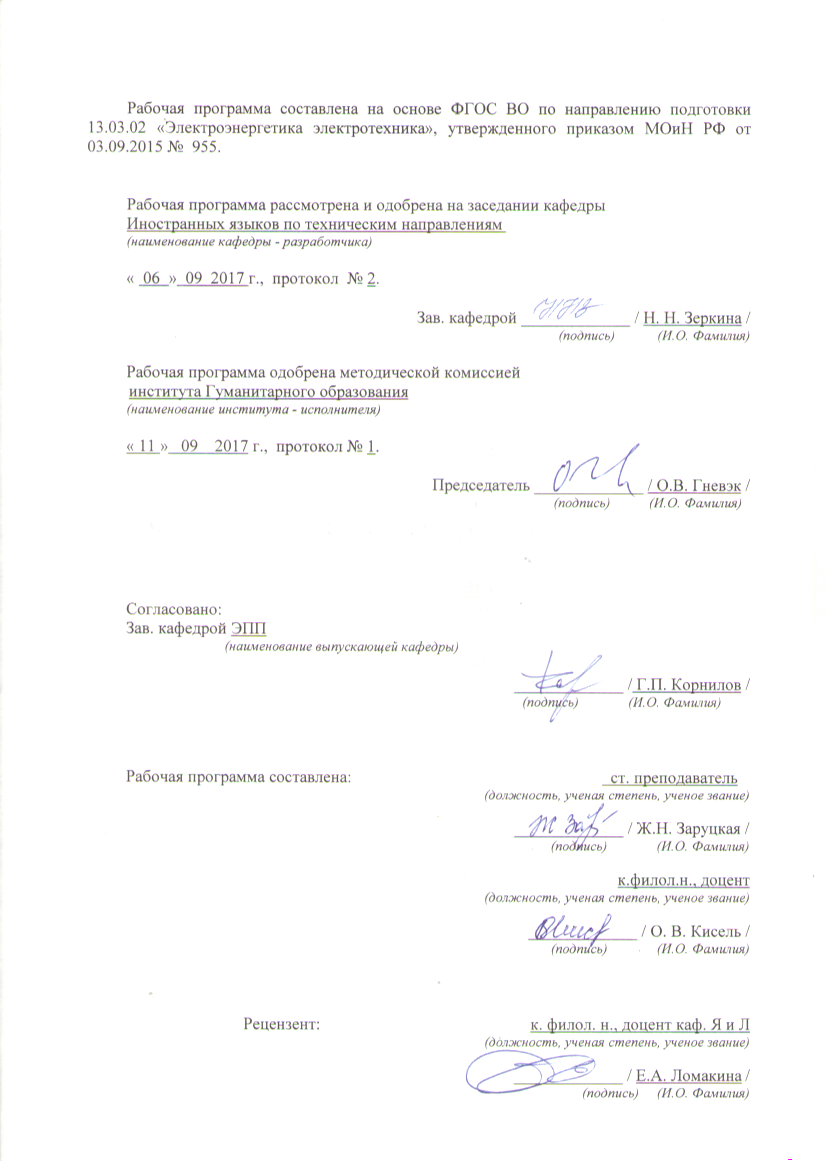 Рабочая программа составлена на основе ФГОС ВО по направлению подготовки
13.03.02 «Электроэнергетика электротехника», утвержденного приказом МОиН РФ от
03.09.2015 № 955.
Рабочая программа рассмотрена и одобрена на заседании кафедры
Иностранных языков по техническим направлениям
(наименование кафедры - разработчика)
« 06 » 09 2017 г., протокол № 2.
Зав. кафедрой / Н. Н. Зеркина /
(подпись) (И.О. Фамилия)
Рабочая программа одобрена методической комиссией
института Гуманитарного образования
(наименование института - исполнителя)
« 11 » 09 2017 г., протокол № 1.
Председатель / О.В. Гневэк /
(подпись) (И.О. Фамилия)
Согласовано:
Зав. кафедрой ЭПП
(наименование выпускающей кафедры)
/ Г.П. Корнилов /
(подпись) (И.О. Фамилия)
Рабочая программа составлена: ст. преподаватель
(должность, ученая степень, ученое звание)
/ Ж.Н. Заруцкая /
(подпись) (И.О. Фамилия)
к.филол.н., доцент
(должность, ученая степень, ученое звание)
/ О. В. Кисель /
(подпись) (И.О. Фамилия)
Рецензент: к. филол. н., доцент каф. Я и Л
(должность, ученая степень, ученое звание)
/ Е.А. Ломакина /
(подпись) (И.О. Фамилия)